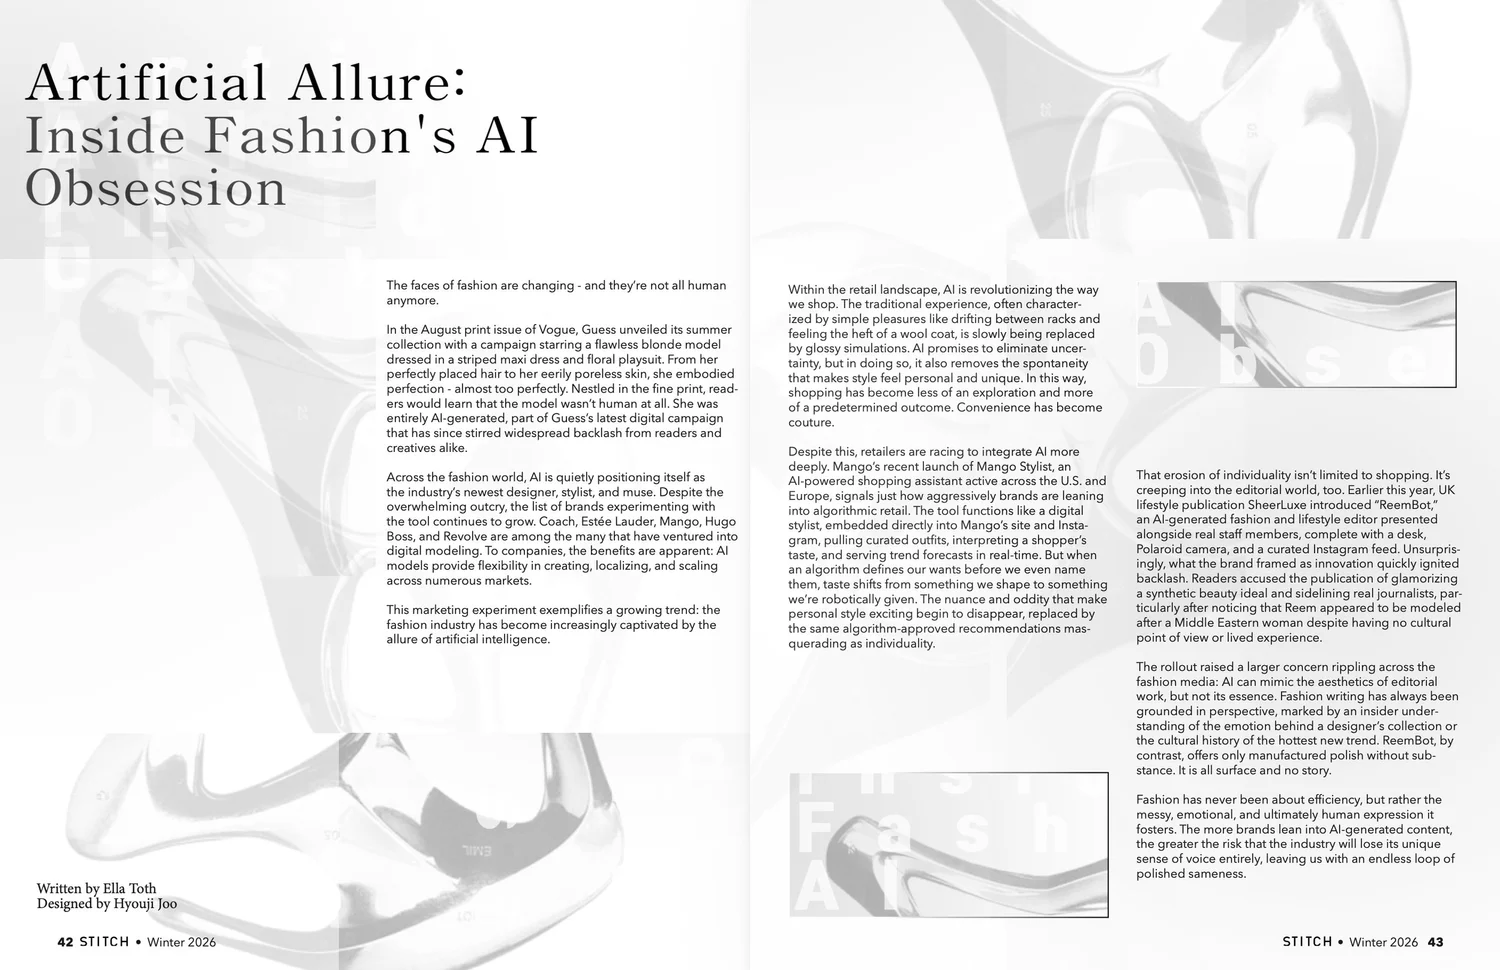 Artificial Allure:
Inside Fashion's AI
Obsession
The faces of fashion are changing - and they're not all human
anymore.
In the August print issue of Vogue, Guess unveiled its summer
collection with a campaign starring a flawless blonde model
dressed in a striped maxi dress and floral playsuit. From her
perfectly placed hair to her eerily poreless skin, she embodied
perfection - almost too perfectly. Nestled in the fine print, read-
ers would learn that the model wasn't human at all. She was
entirely AI-generated, part of Guess's latest digital campaign
that has since stirred widespread backlash from readers and
creatives alike.
Across the fashion world, AI is quietly positioning itself as
the industry's newest designer, stylist, and muse. Despite the
overwhelming outcry, the list of brands experimenting with
the tool continues to grow. Coach, Estée Lauder, Mango, Hugo
Boss, and Revolve are among the many that have ventured into
digital modeling. To companies, the benefits are apparent: AI
models provide flexibility in creating, localizing, and scaling
across numerous markets.
This marketing experiment exemplifies a growing trend: the
fashion industry has become increasingly captivated by the
allure of artificial intelligence.
Written by Ella Toth
Designed by Hyouji Joo
42 STITCH • Winter 2026
Within the retail landscape, AI is revolutionizing the way
we shop. The traditional experience, often character-
ized by simple pleasures like drifting between racks and
feeling the heft of a wool coat, is slowly being replaced
by glossy simulations. AI promises to eliminate uncer-
tainty, but in doing so, it also removes the spontaneity
that makes style feel personal and unique. In this way,
shopping has become less of an exploration and more
of a predetermined outcome. Convenience has become
couture.
Despite this, retailers are racing to integrate AI more
deeply. Mango's recent launch of Mango Stylist, an
AI-powered shopping assistant active across the U.S. and
Europe, signals just how aggressively brands are leaning
into algorithmic retail. The tool functions like a digital
stylist, embedded directly into Mango's site and Insta-
gram, pulling curated outfits, interpreting a shopper's
taste, and serving trend forecasts in real-time. But when
an algorithm defines our wants before we even name
them, taste shifts from something we shape to something
we're robotically given. The nuance and oddity that make
personal style exciting begin to disappear, replaced by
the same algorithm-approved recommendations mas-
querading as individuality.
Fash
AI
AI
Obse
That erosion of individuality isn't limited to shopping. It's
creeping into the editorial world, too. Earlier this year, UK
lifestyle publication SheerLuxe introduced "ReemBot,"
an AI-generated fashion and lifestyle editor presented
alongside real staff members, complete with a desk,
Polaroid camera, and a curated Instagram feed. Unsurpris-
ingly, what the brand framed as innovation quickly ignited
backlash. Readers accused the publication of glamorizing
a synthetic beauty ideal and sidelining real journalists, par-
ticularly after noticing that Reem appeared to be modeled
after a Middle Eastern woman despite having no cultural
point of view or lived experience.
The rollout raised a larger concern rippling across the
fashion media: AI can mimic the aesthetics of editorial
work, but not its essence. Fashion writing has always been
grounded in perspective, marked by an insider under-
standing of the emotion behind a designer's collection or
the cultural history of the hottest new trend. ReemBot, by
contrast, offers only manufactured polish without sub-
stance. It is all surface and no story.
Fashion has never been about efficiency, but rather the
messy, emotional, and ultimately human expression it
fosters. The more brands lean into AI-generated content,
the greater the risk that the industry will lose its unique
sense of voice entirely, leaving us with an endless loop of
polished sameness.
STITCH • Winter 2026 43